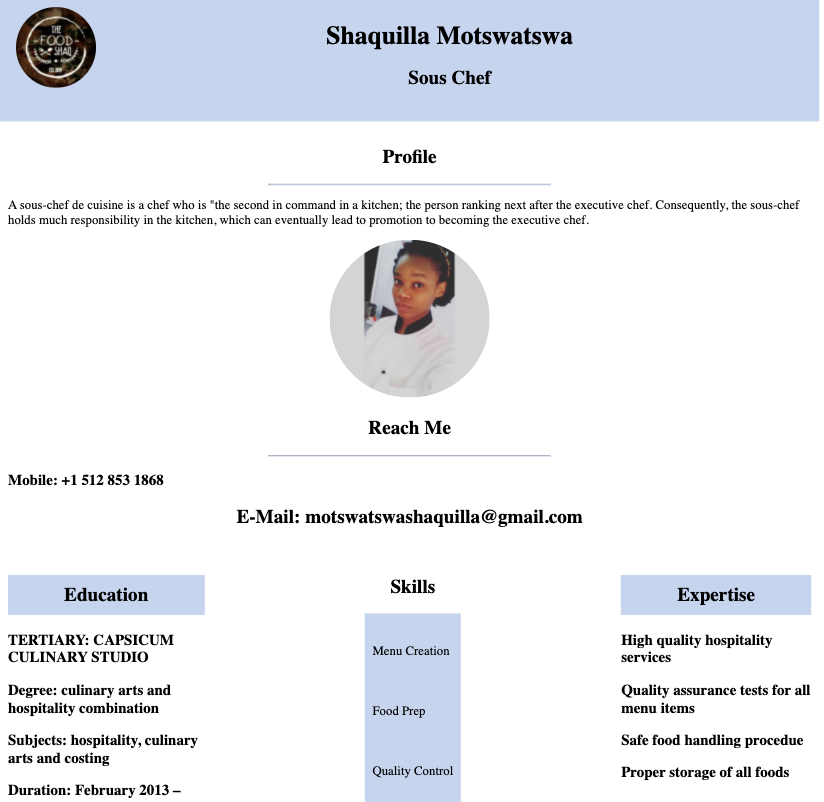 THE
FOOD
SHAQ
Shaquilla Motswatswa
Sous Chef
Profile
A sous-chef de cuisine is a chef who is "the second in command in a kitchen; the person ranking next after the executive chef. Consequently, the sous-chef
holds much responsibility in the kitchen, which can eventually lead to promotion to becoming the executive chef.
Reach Me
Mobile: +1 512 853 1868
E-Mail: motswatswashaquilla@gmail.com
Education
TERTIARY: CAPSICUM
CULINARY STUDIO
Degree: culinary arts and
hospitality combination
Subjects: hospitality, culinary
arts and costing
Duration: February 2013 –
Skills
Menu Creation
Food Prep
Quality Control
Expertise
High quality hospitality
services
Quality assurance tests for all
menu items
Safe food handling procedue
Proper storage of all foods